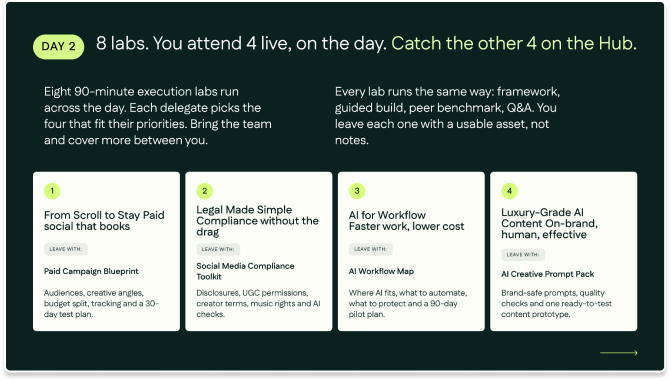 DAY 2
8 labs. You attend 4 live, on the day. Catch the other 4 on the Hub.
Eight 90-minute execution labs run
across the day. Each delegate picks the
four that fit their priorities. Bring the team
and cover more between you.
Every lab runs the same way: framework,
guided build, peer benchmark, Q&A. You
leave each one with a usable asset, not
notes.
1
From Scroll to Stay Paid
social that books
LEAVE WITH:
Paid Campaign Blueprint
Audiences, creative angles,
budget split, tracking and a 30-
day test plan.
2
Legal Made Simple
Compliance without the
drag
LEAVE WITH:
Social Media Compliance
Toolkit
Disclosures, UGC permissions,
creator terms, music rights and AI
checks.
3
AI for Workflow
Faster work, lower cost
LEAVE WITH:
AI Workflow Map
Where AI fits, what to automate,
what to protect and a 90-day
pilot plan.
4
Luxury-Grade AI
Content On-brand,
human, effective
LEAVE WITH:
AI Creative Prompt Pack
Brand-safe prompts, quality
checks and one ready-to-test
content prototype.